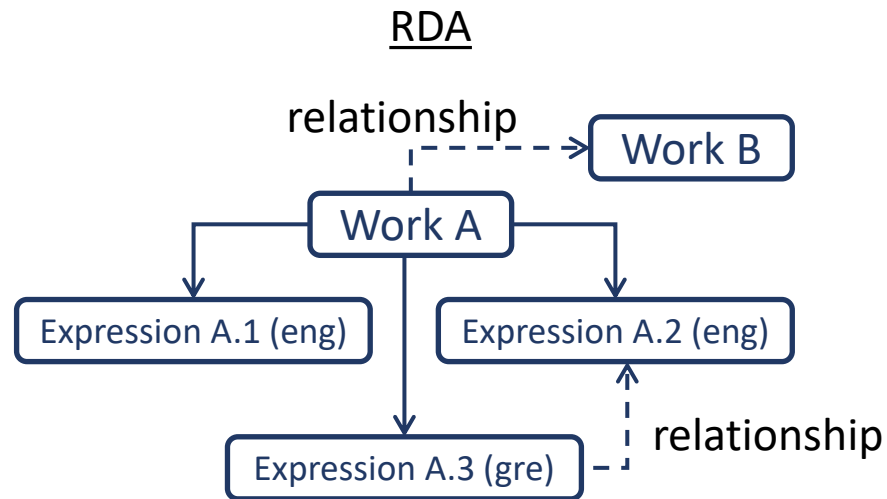 RDA
relationship
Work B
Work A
Expression A.1 (eng)
Expression A.2 (eng)
relationship
Expression A.3 (gre)